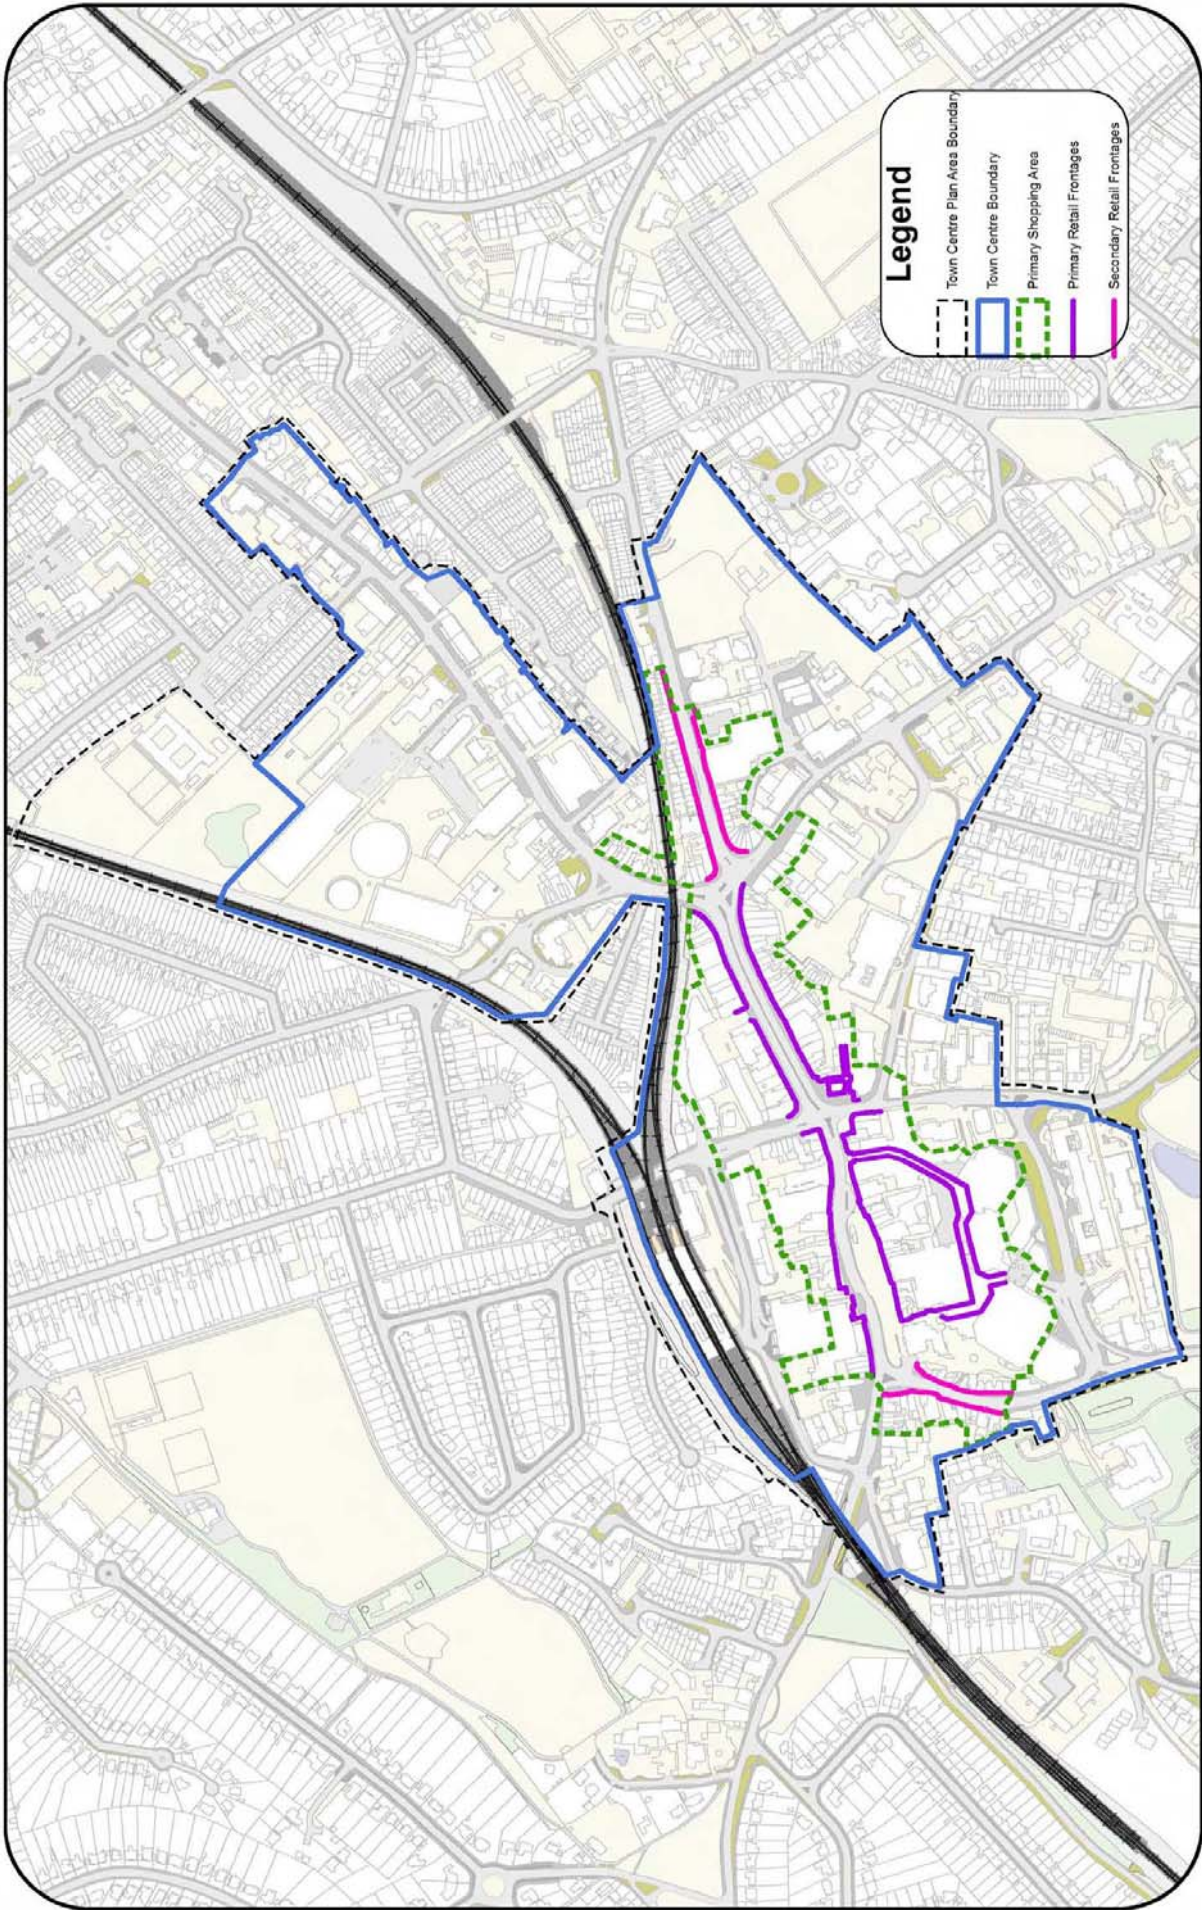 Legend
Town Centre Plan Area Boundary
Town Centre Boundary
Primary Shopping Area
Primary Retail Frontages
Secondary Retail Frontages